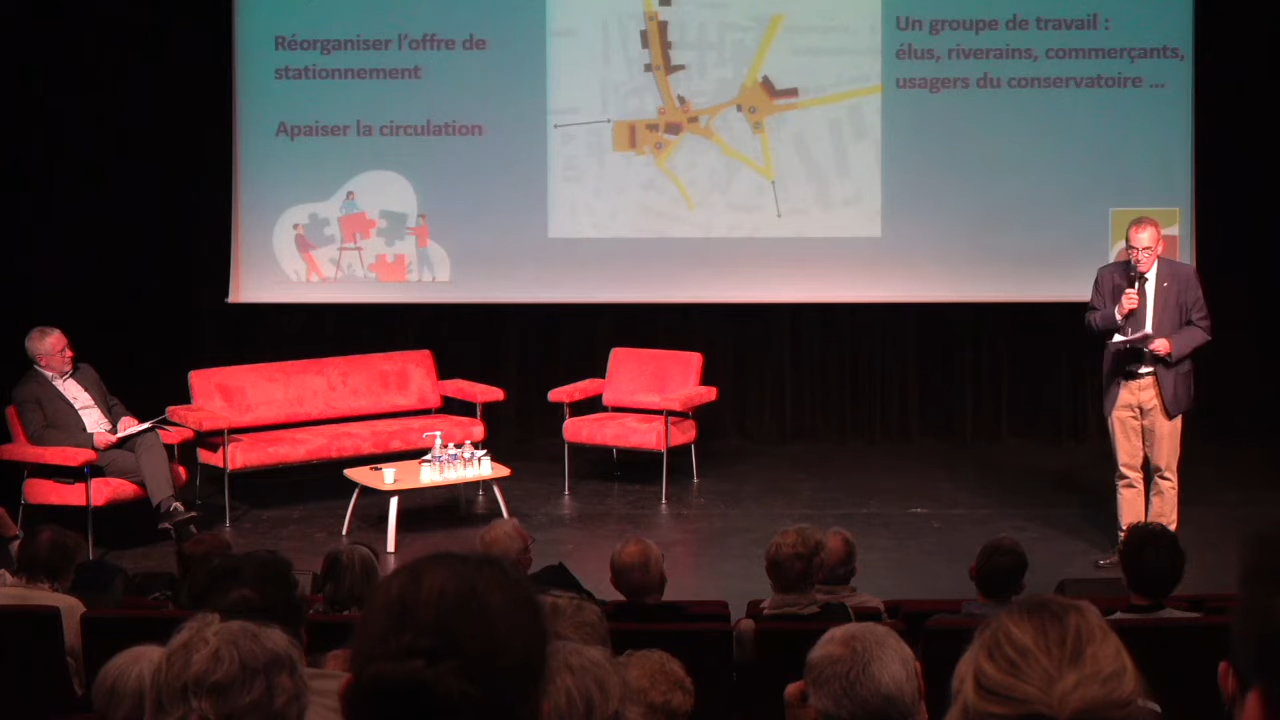 Réorganiser l'offre de
stationnement
Apaiser la circulation
Un groupe de travail :
élus, riverains, commerçants,
usagers du conservatoire ...